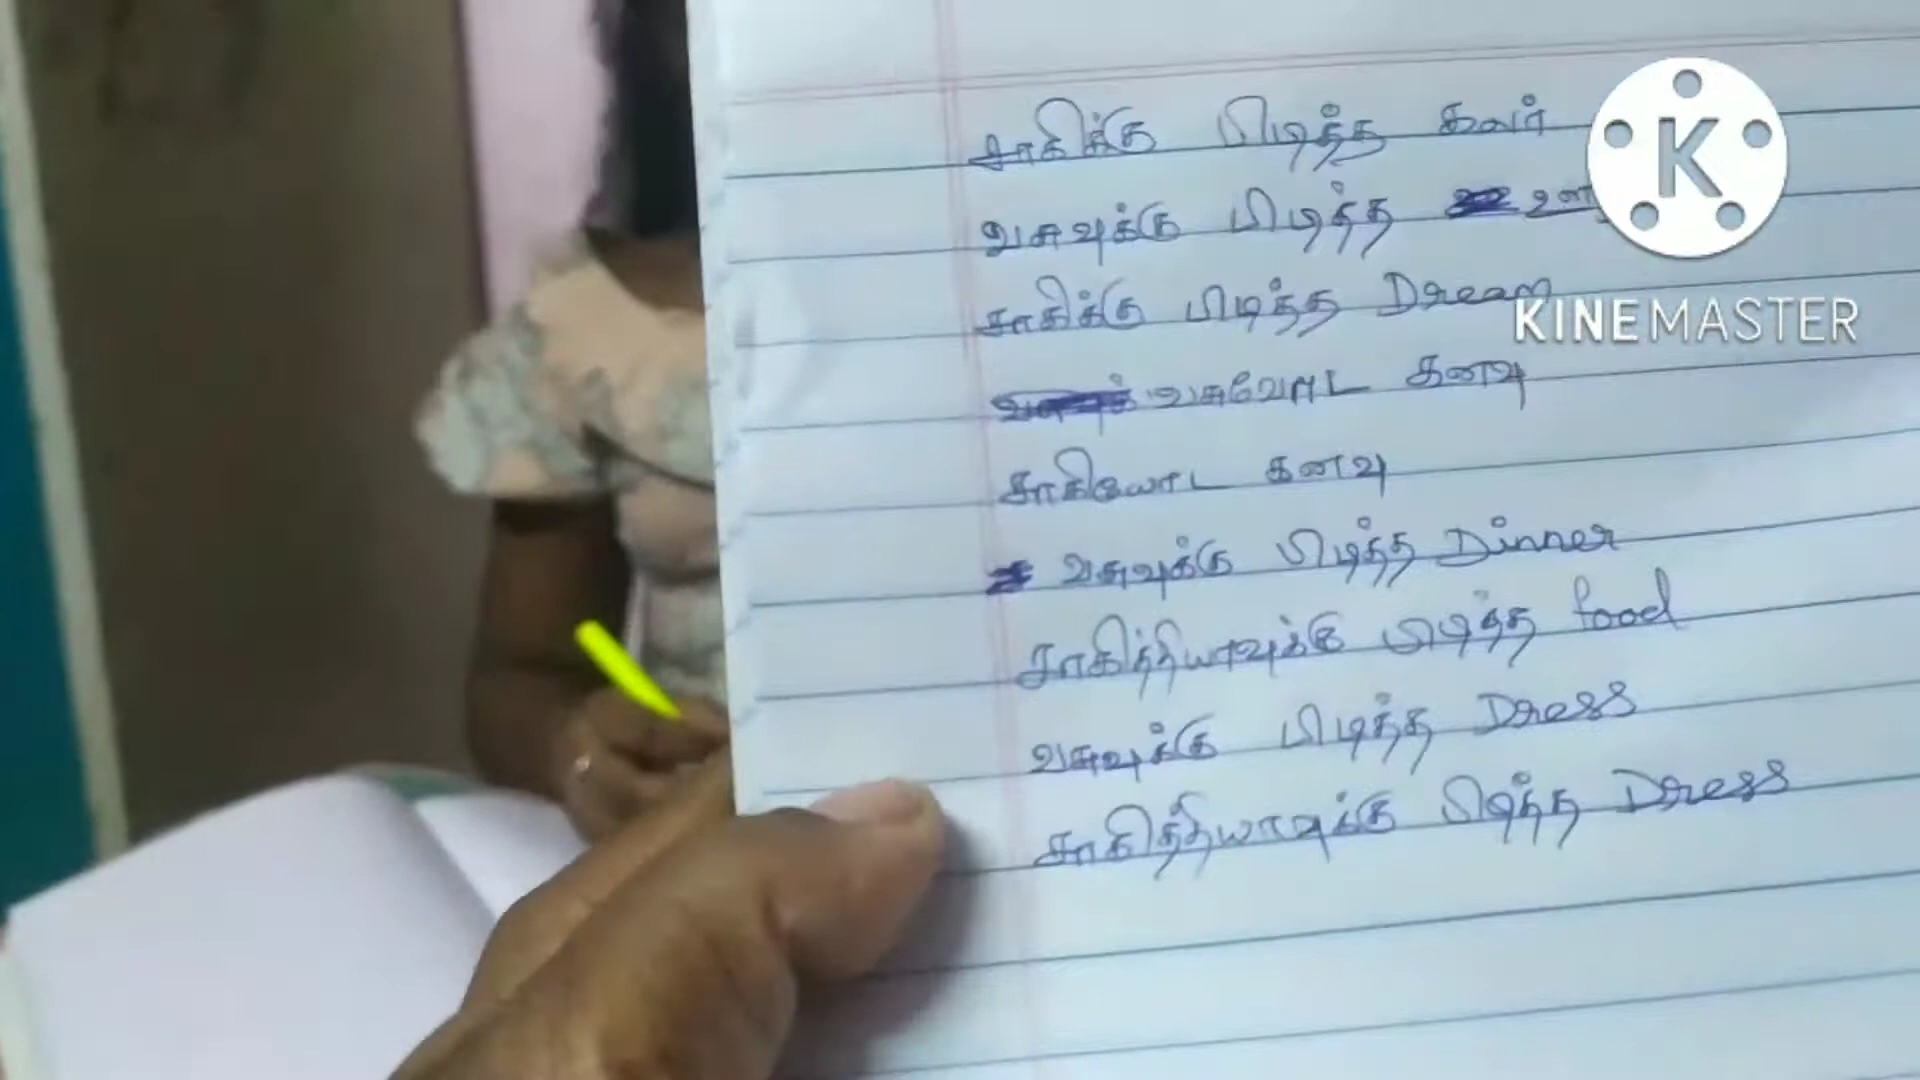 சாகிக்கு பிடித்த கலர்
வசுவுக்கு பிடித்த
சாகிக்கு பிடித்த Dream
வசுவோட கனவு
சாகியோட கனவு
வசுவுக்கு பிடித்த Dinner
சாகித்தியாவுக்கு பிடித்த food
வசுவுக்கு பிடித்த Dress
சாகித்தியாவுக்கு பிடித்த Dress
K
KINEMASTER